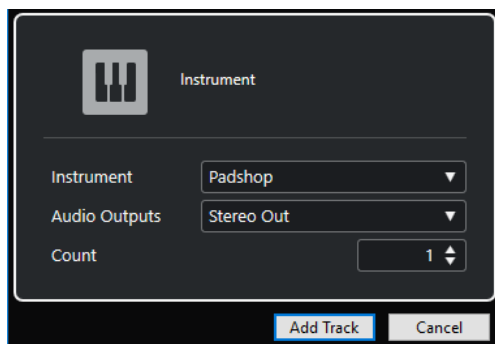 Instrument
Instrument Padshop
Audio Outputs Stereo Out
Count 1
Add Track Cancel